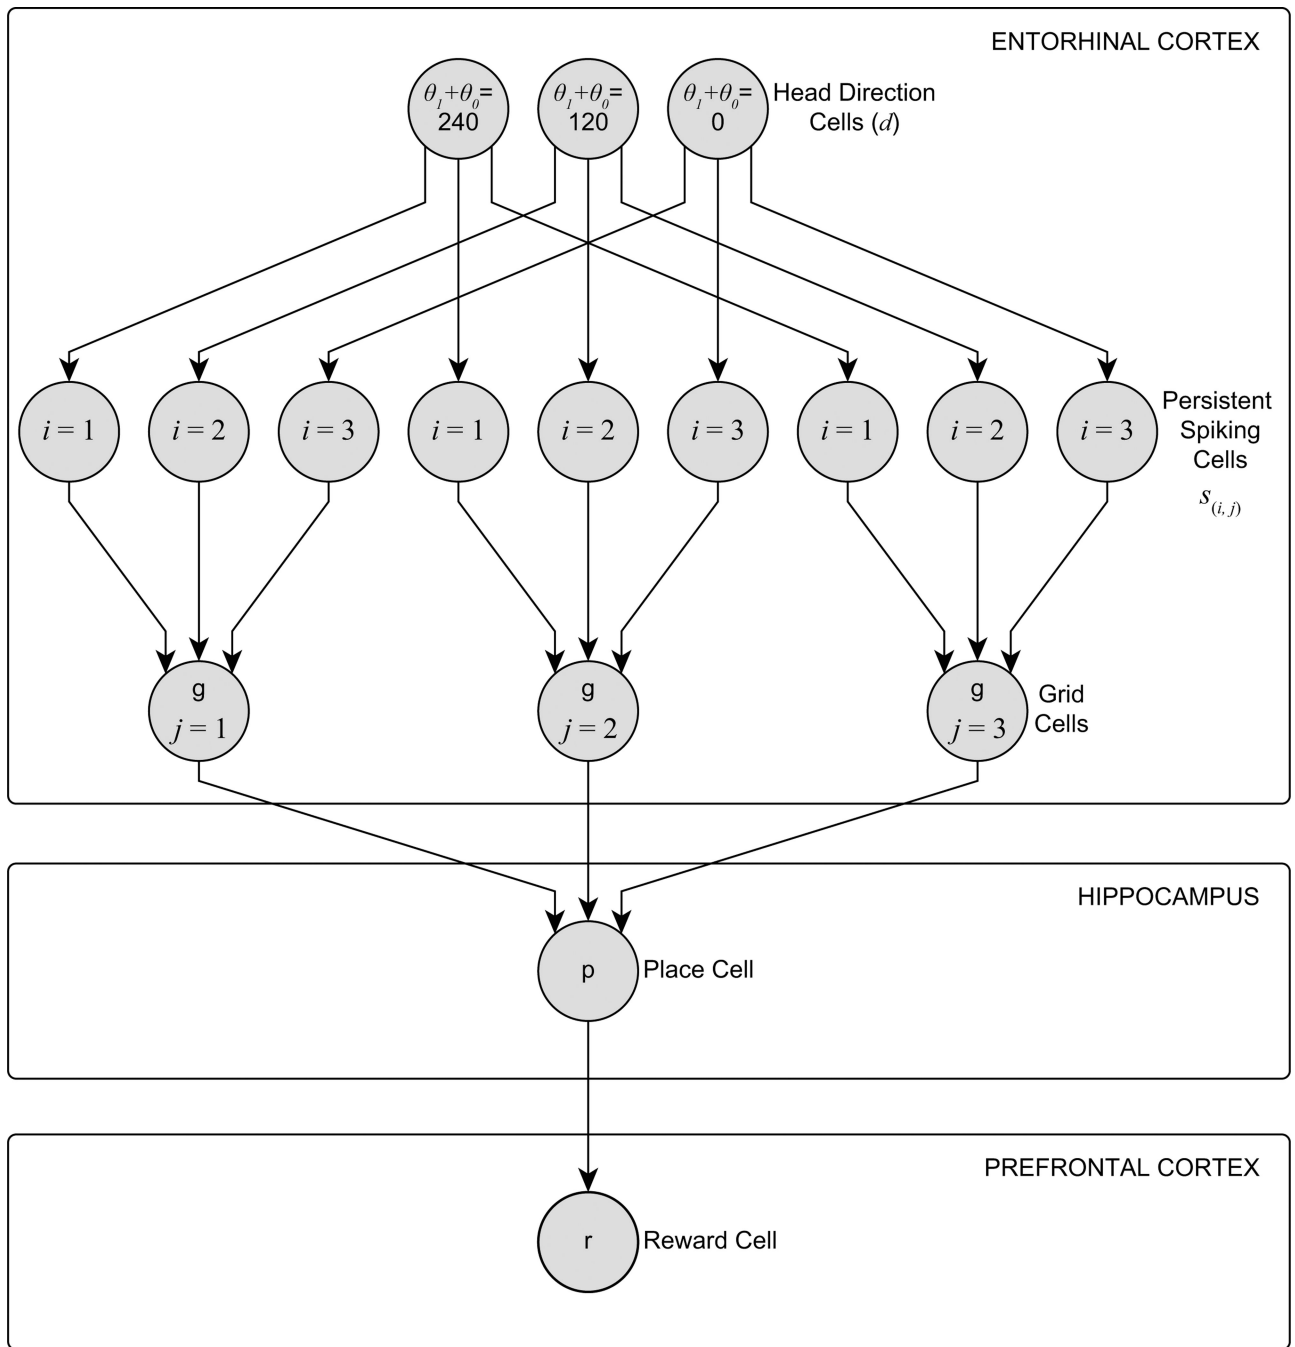 ENTORHINAL CORTEX
θ₁+θ₀=
240
θ₁+θ₀=
120
θ₁+θ₀=
0
Head Direction
Cells (d)
i = 1
i = 2
i = 3
i = 1
i = 2
i = 3
i = 1
i = 2
i = 3
Persistent
Spiking
Cells
s(i, j)
g
j = 1
g
j = 2
g
j = 3
Grid
Cells
HIPPOCAMPUS
p
Place Cell
PREFRONTAL CORTEX
r
Reward Cell